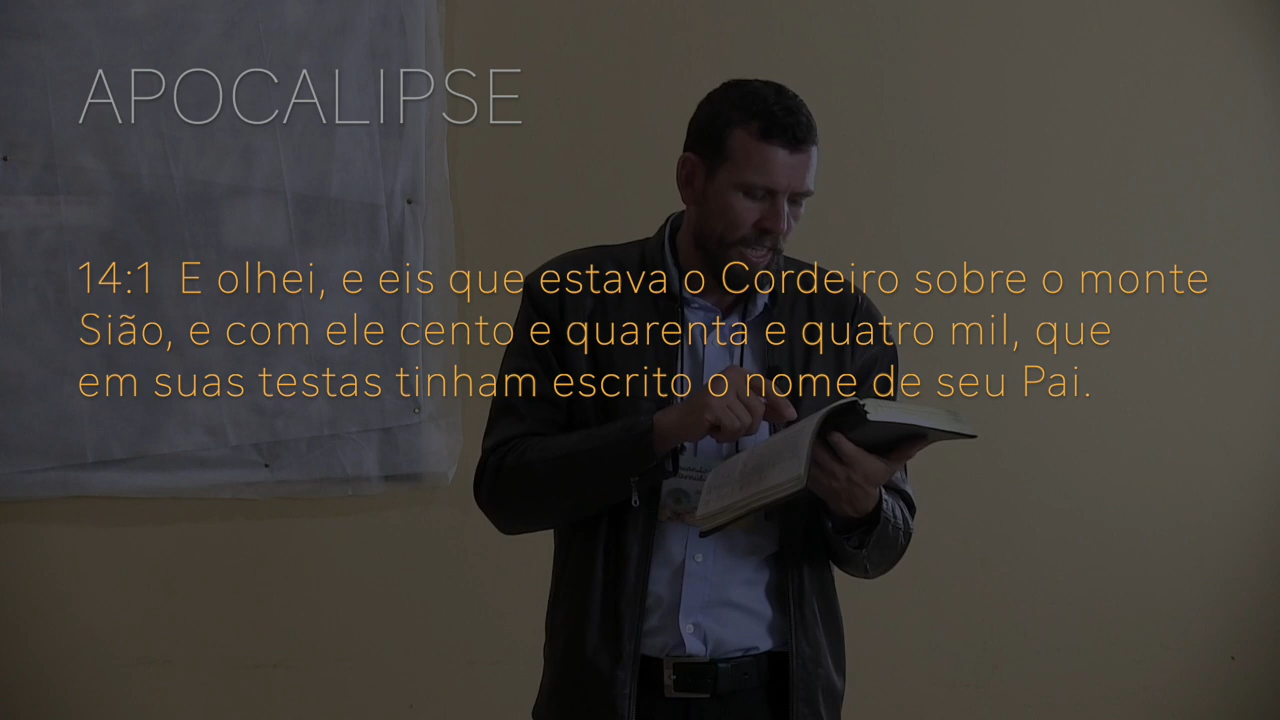 APOCALIPSE
14:1 E olhei, e eis que estava o Cordeiro sobre o monte
Sião, e com ele cento e quarenta e quatro mil, que
em suas testas tinham escrito o nome de seu Pai.